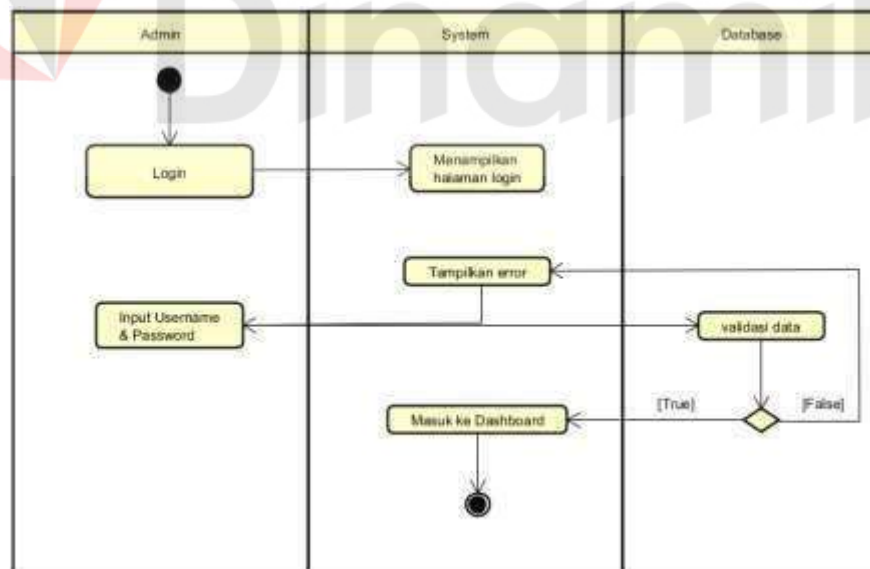 Dinamik
Admin
System
Database
Login
Menampilkan
halaman login
Tampilkan error
Input Username
& Password
validasi data
[True]
[False]
Masuk ke Dashboard